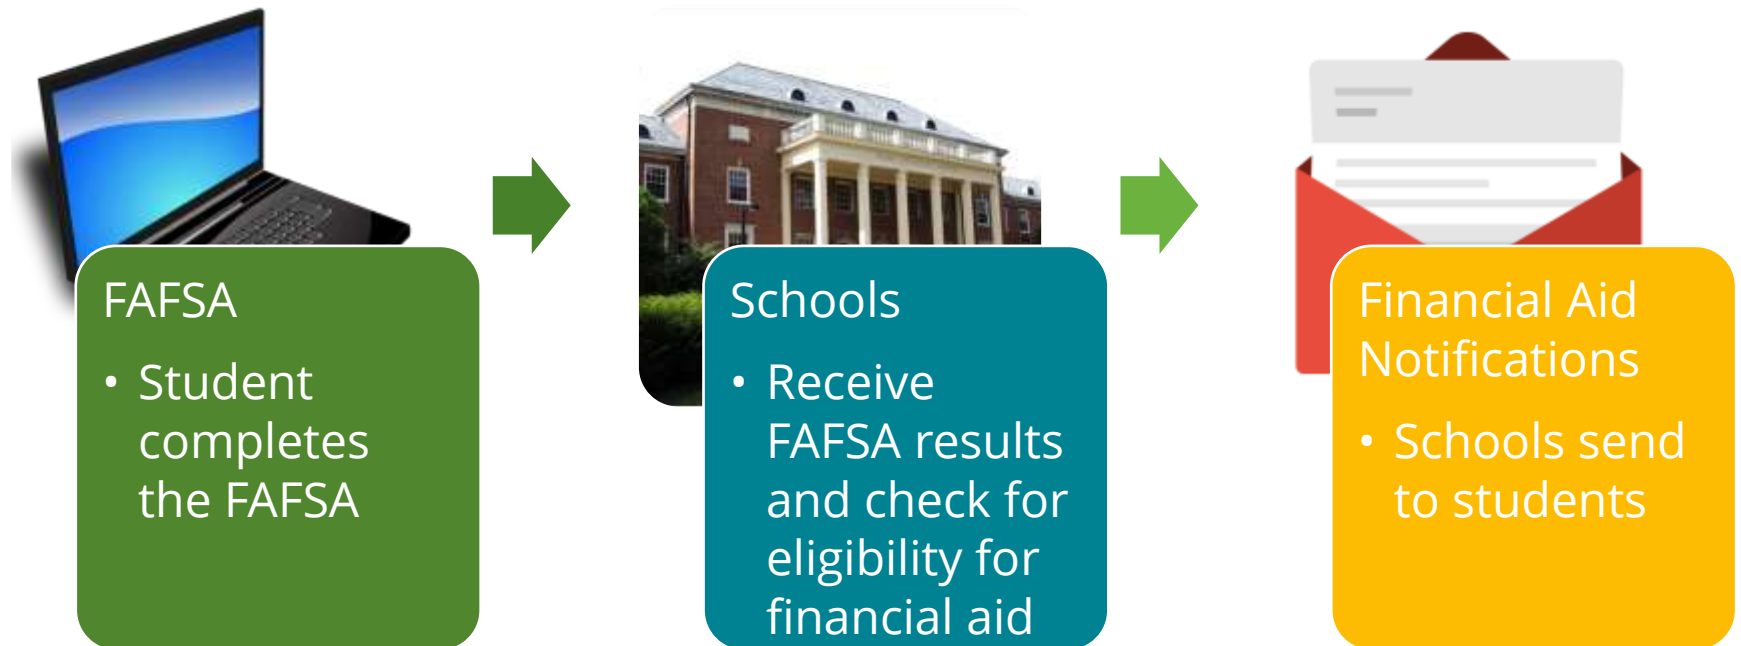 FAFSA
• Student
completes
the FAFSA
Schools
• Receive
FAFSA results
and check for
eligibility for
financial aid
Financial Aid
Notifications
• Schools send
to students